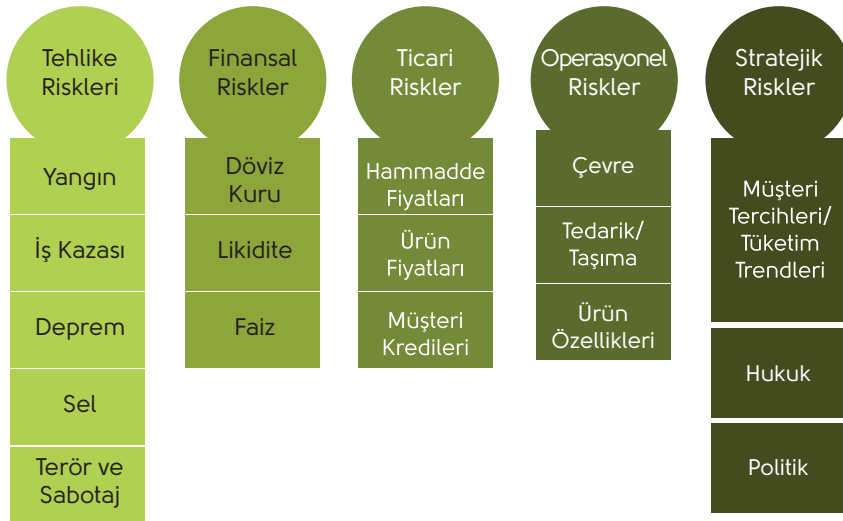 Tehlike
Riskleri
Yangın
İş Kazası
Deprem
Sel
Terör ve
Sabotaj
Finansal
Riskler
Döviz
Kuru
Likidite
Faiz
Ticari
Riskler
Hammadde
Fiyatları
Ürün
Fiyatları
Müşteri
Kredileri
Operasyonel
Riskler
Çevre
Tedarik/
Taşıma
Ürün
Özellikleri
Stratejik
Riskler
Müşteri
Tercihleri/
Tüketim
Trendleri
Hukuk
Politik